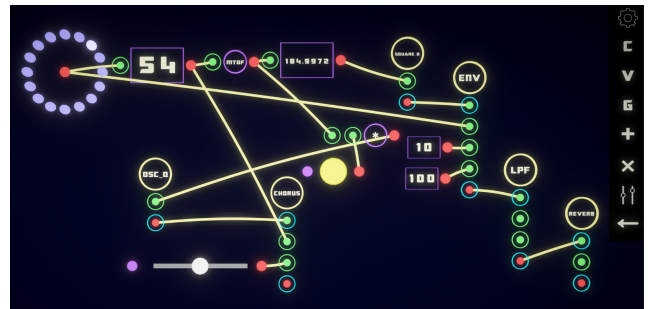 SQUARE_0
54
MTOF
184.9972
ENV
*
10
100
LPF
OSC_0
CHORUS
REVERB
C
V
G
+
×